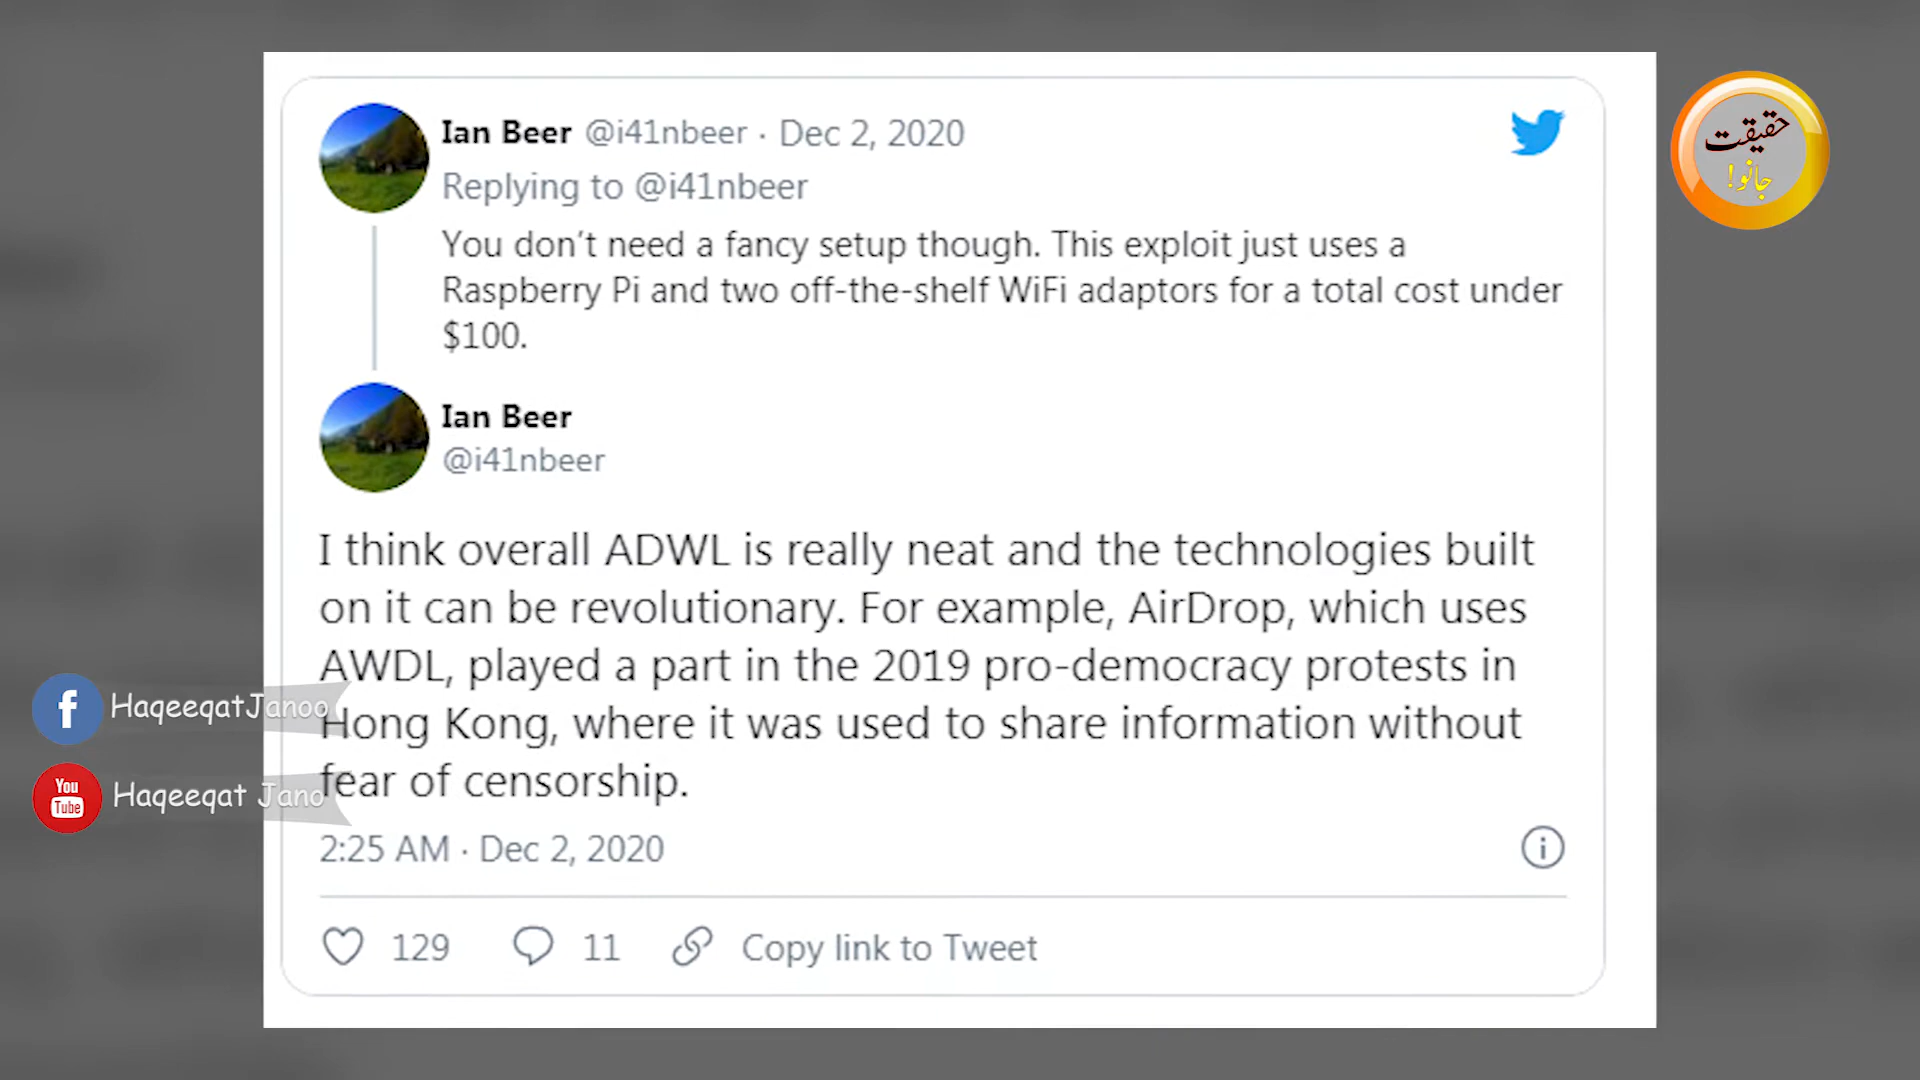 Ian Beer @i41nbeer · Dec 2, 2020
Replying to @i41nbeer
You don't need a fancy setup though. This exploit just uses a
Raspberry Pi and two off-the-shelf WiFi adaptors for a total cost under
$100.
Ian Beer
@i41nbeer
I think overall ADWL is really neat and the technologies built
on it can be revolutionary. For example, AirDrop, which uses
AWDL, played a part in the 2019 pro-democracy protests in
Hong Kong, where it was used to share information without
fear of censorship.
2:25 AM · Dec 2, 2020
129 11 Copy link to Tweet
حقیقت
جانو!
f HaqeeqatJanoo
You
Tube
Haqeeqat Jano